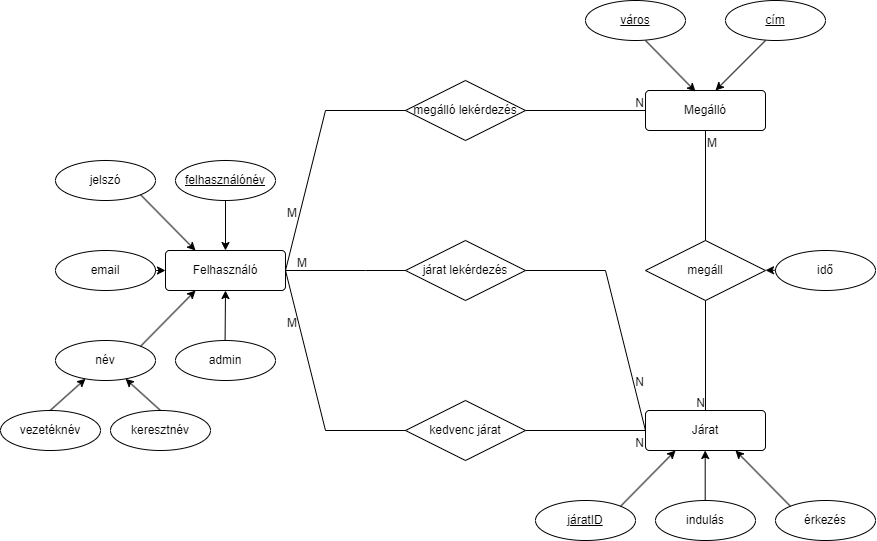 város
cím
megálló lekérdezés
N
Megálló
M
jelszó
felhasználónév
M
email
Felhasználó
M
járat lekérdezés
megáll
idő
M
név
admin
N
N
vezetéknév
keresztnév
kedvenc járat
N
Járat
járatID
indulás
érkezés